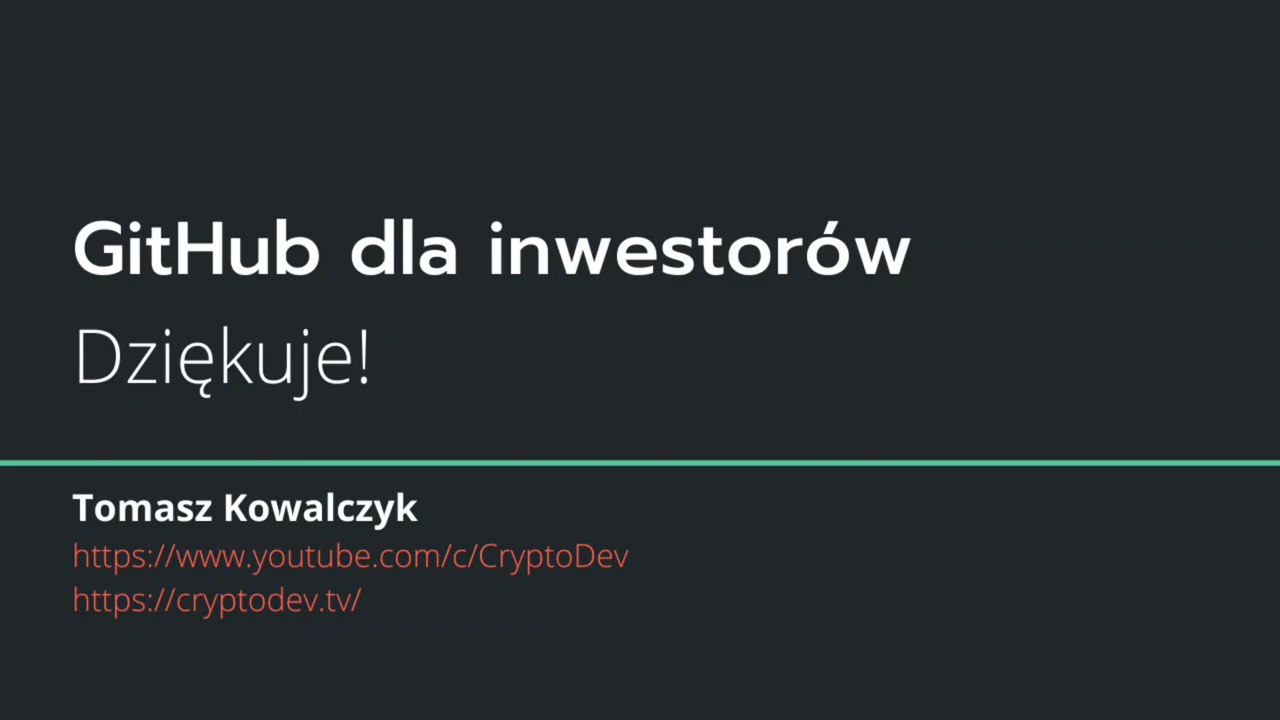 GitHub dla inwestorów
Dziękuje!
Tomasz Kowalczyk
https://www.youtube.com/c/CryptoDev
https://cryptodev.tv/